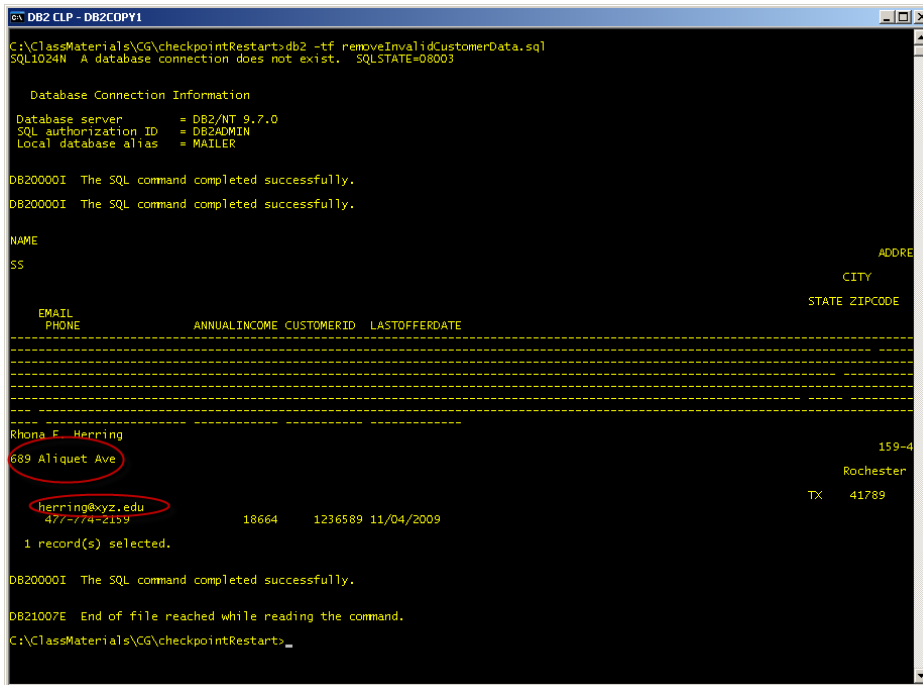 DB2 CLP - DB2COPY1
C:\ClassMaterials\CG\checkpointRestart>db2 -tf removeInvalidCustomerData.sql
SQL1024N  A database connection does not exist.  SQLSTATE=08003
Database Connection Information
Database server        = DB2/NT 9.7.0
SQL authorization ID   = DB2ADMIN
Local database alias   = MAILER
DB20000I  The SQL command completed successfully.
DB20000I  The SQL command completed successfully.
NAME
ADDRE
SS
CITY
STATE ZIPCODE
EMAIL
PHONE                ANNUALINCOME CUSTOMERID  LASTOFFERDATE
Rhona F. Herring
159-4
689 Aliquet Ave
Rochester
TX    41789
herring@xyz.edu
477-774-2159               18664    1236589 11/04/2009
1 record(s) selected.
DB20000I  The SQL command completed successfully.
DB21007E  End of file reached while reading the command.
C:\ClassMaterials\CG\checkpointRestart>_